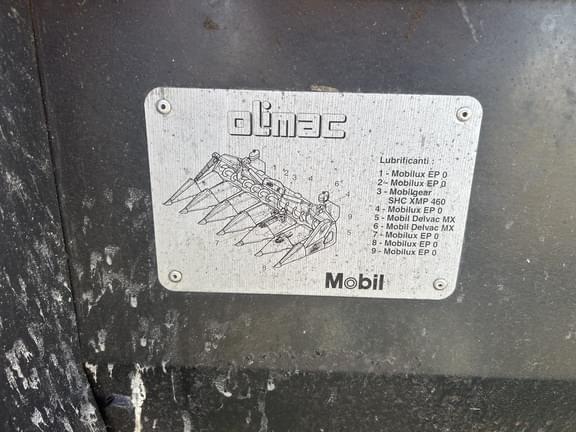 olimac
Lubrificanti :
1 - Mobilux EP 0
2 - Mobilux EP 0
3 - Mobilgear
SHC XMP 460
4 - Mobilux EP 0
5 - Mobil Delvac MX
6 - Mobil Delvac MX
7 - Mobilux EP 0
8 - Mobilux EP 0
9 - Mobilux EP 0
Mobil